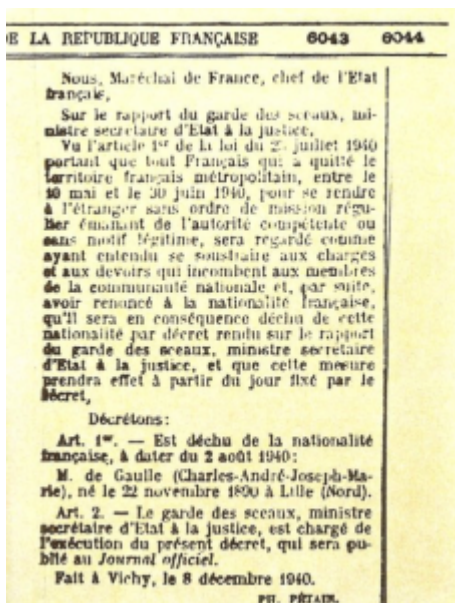 E LA REPUBLIQUE FRANÇAISE 6043 6044
Nous, Maréchal de France, chef de l'Etat
français,
Sur le rapport du garde des sceaux, mi-
nistre secrétaire d'Etat à la justice,
Vu l'article 1er de la loi du juillet 1940
portant que tout Français qui a quitté le
territoire français métropolitain, entre le
10 mai et le 30 juin 1940, pour se rendre
à l'étranger sans ordre de mission régu-
lier émanant de l'autorité compétente ou
sans motif légitime, sera regardé comme
ayant entendu se soustraire aux charges
et aux devoirs qui incombent aux membres
de la communauté nationale et, par suite,
avoir renoncé à la nationalité française,
qu'il sera en conséquence déchu de cette
nationalité par décret rendu sur le rapport
du garde des sceaux, ministre secrétaire
d'Etat à la justice, et que cette mesure
prendra effet à partir du jour fixé par le
décret,
Décrétons:
Art. 1er. — Est déchu de la nationalité
française, à dater du 2 août 1940:
M. de Gaulle (Charles-André-Joseph-Ma-
rie), né le 22 novembre 1890 à Lille (Nord).
Art. 2. — Le garde des sceaux, ministre
secrétaire d'Etat à la justice, est chargé de
l'exécution du présent décret, qui sera pu-
blié au Journal officiel.
Fait à Vichy, le 8 décembre 1940.
PH. PÉTAIN.